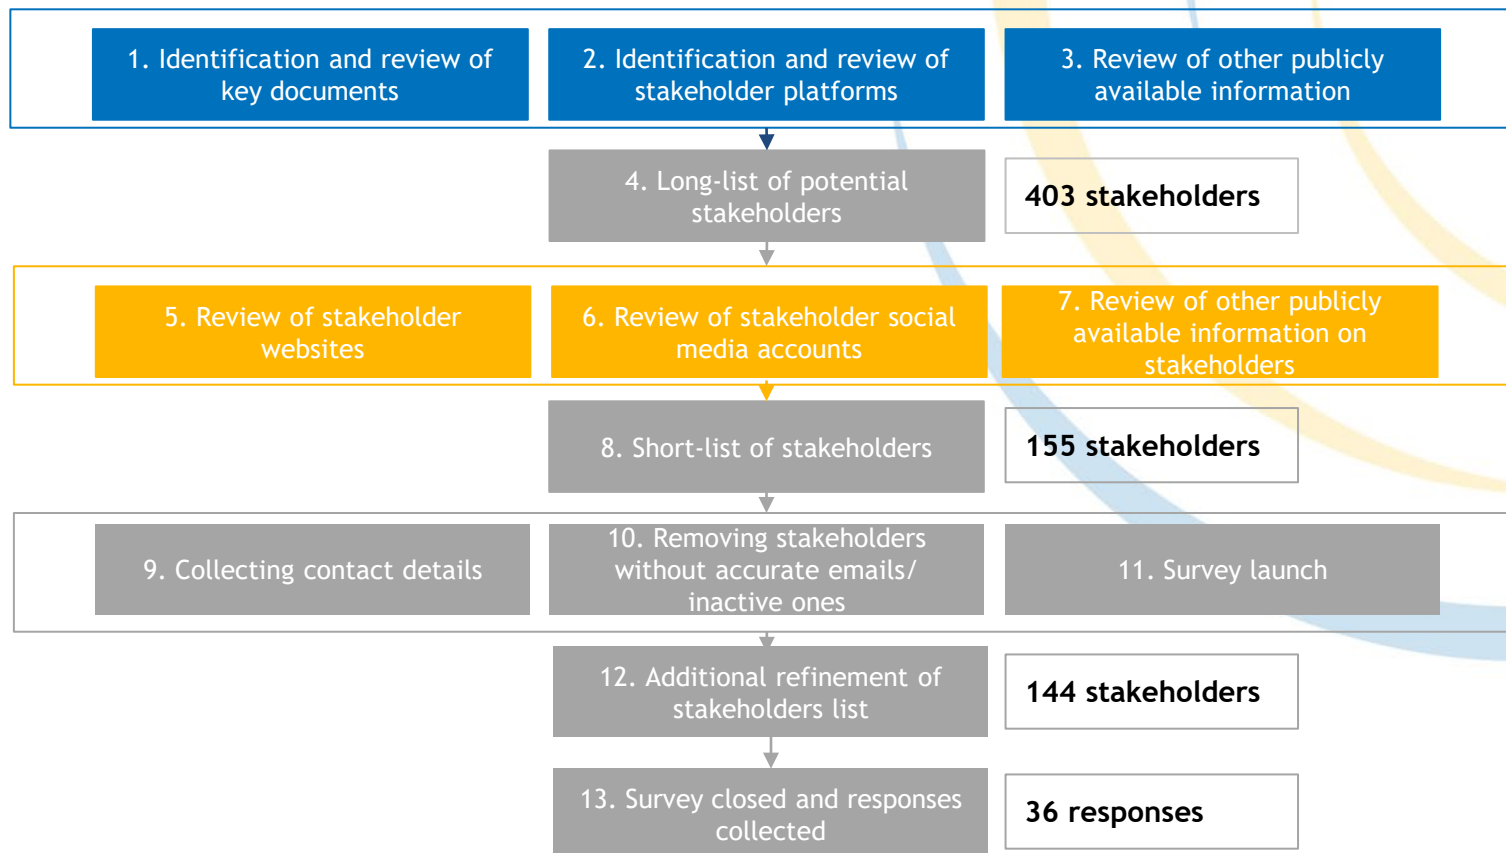 1. Identification and review of
key documents
2. Identification and review of
stakeholder platforms
3. Review of other publicly
available information
4. Long-list of potential
stakeholders
403 stakeholders
5. Review of stakeholder
websites
6. Review of stakeholder social
media accounts
7. Review of other publicly
available information on
stakeholders
8. Short-list of stakeholders
155 stakeholders
9. Collecting contact details
10. Removing stakeholders
without accurate emails/
inactive ones
11. Survey launch
12. Additional refinement of
stakeholders list
144 stakeholders
13. Survey closed and responses
collected
36 responses